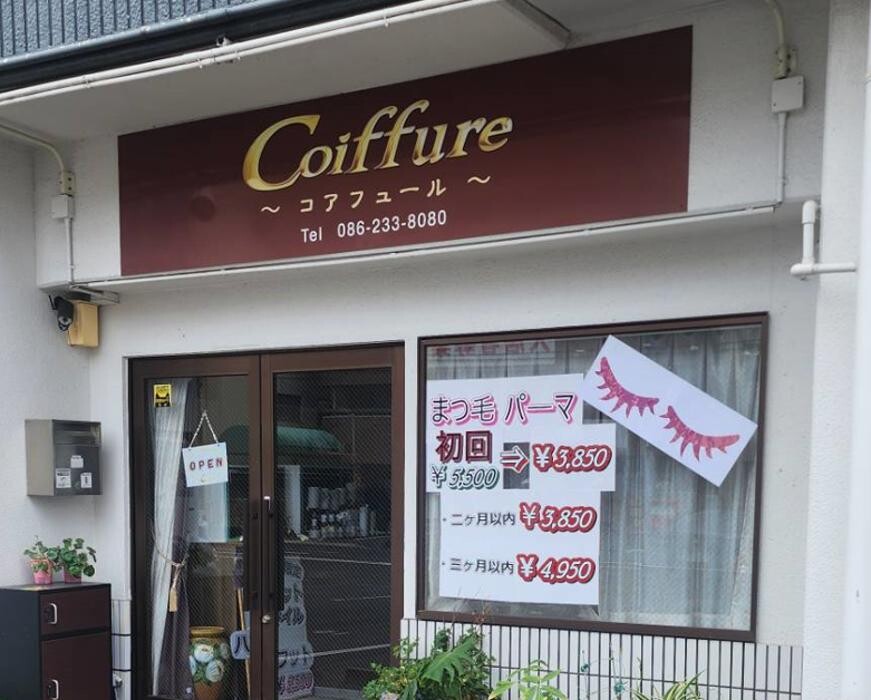 Coiffure
～ コアフュール ～
Tel 086-233-8080
OPEN
まつ毛 パーマ
初回
¥5,500 ⇨ ¥3,850
・二ヶ月以内 ¥3,850
・三ヶ月以内 ¥4,950